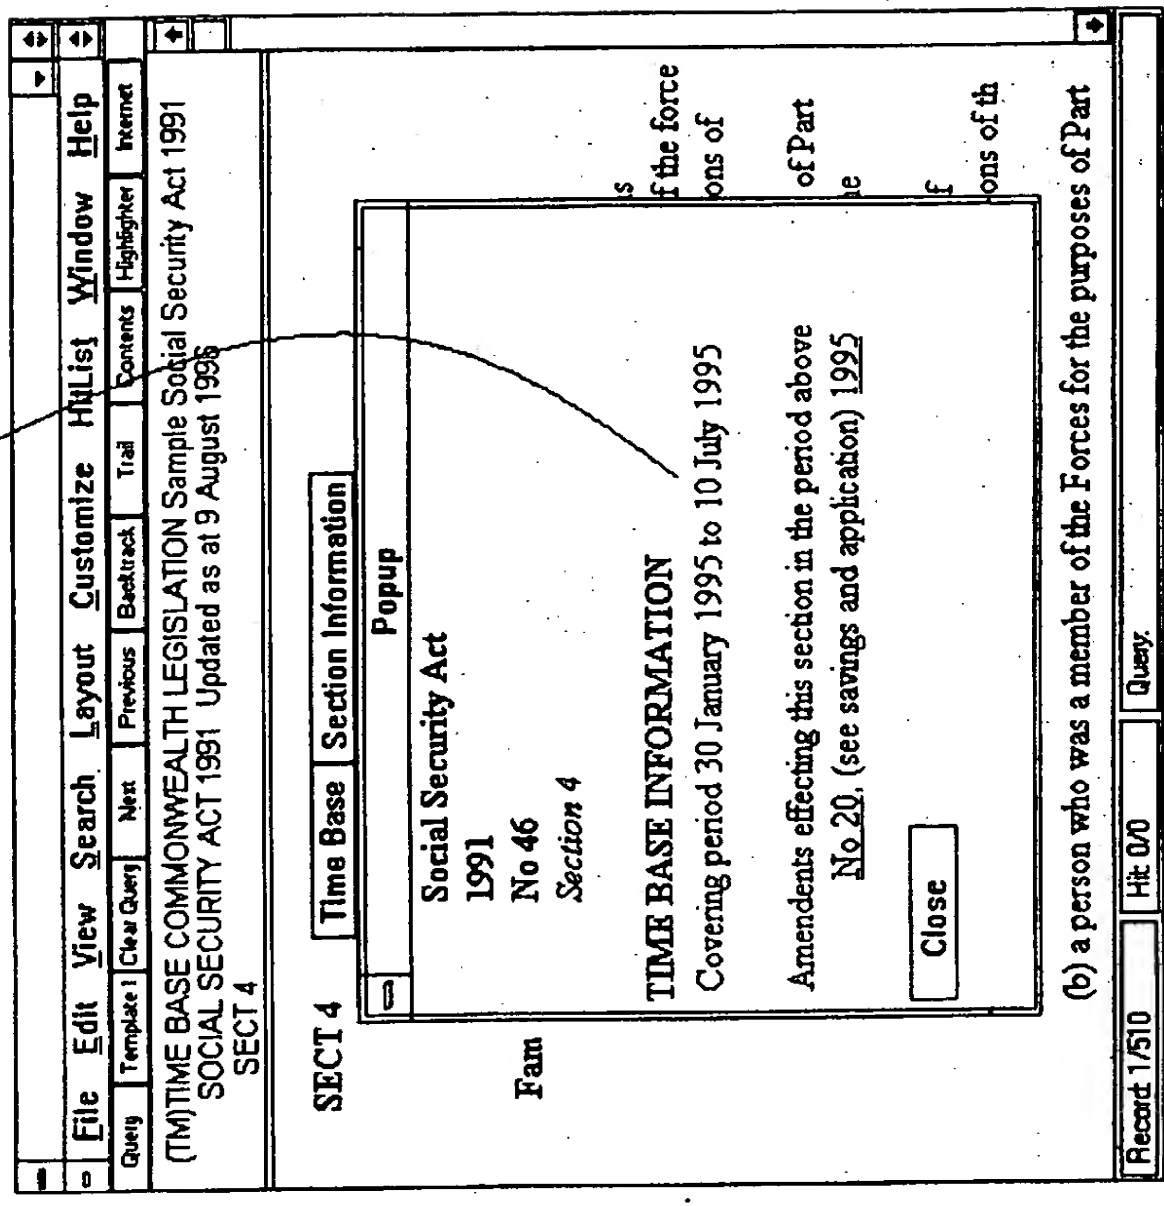 File Edit View Search Layout Customize HitList Window Help
Query Template 1 Clear Query Next Previous Backtrack Trail Contents Highlighter Internet
(TM)TIME BASE COMMONWEALTH LEGISLATION Sample Social Security Act 1991
SOCIAL SECURITY ACT 1991 Updated as at 9 August 1996
SECT 4
SECT 4 Time Base Section Information
Popup
Social Security Act
1991
No 46
Fam
Section 4
s
TIME BASE INFORMATION
f the force
Covering period 30 January 1995 to 10 July 1995
ons of
Amendents effecting this section in the period above
of Part
No 20, (see savings and application) 1995
Close
f
ons of th
(b) a person who was a member of the Forces for the purposes of Part
Record: 1/510 Hit: 0/0 Query: